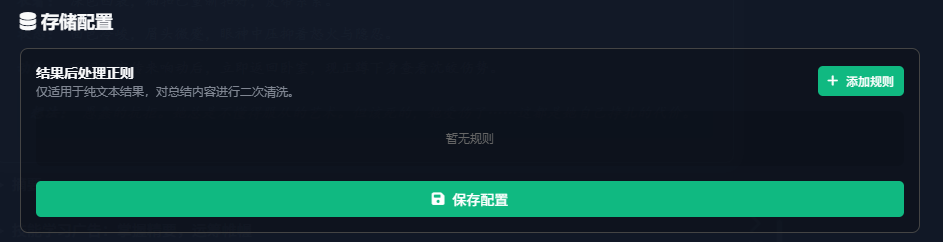 存储配置
结果后处理正则
仅适用于纯文本结果，对总结内容进行二次清洗。
添加规则
暂无规则
保存配置